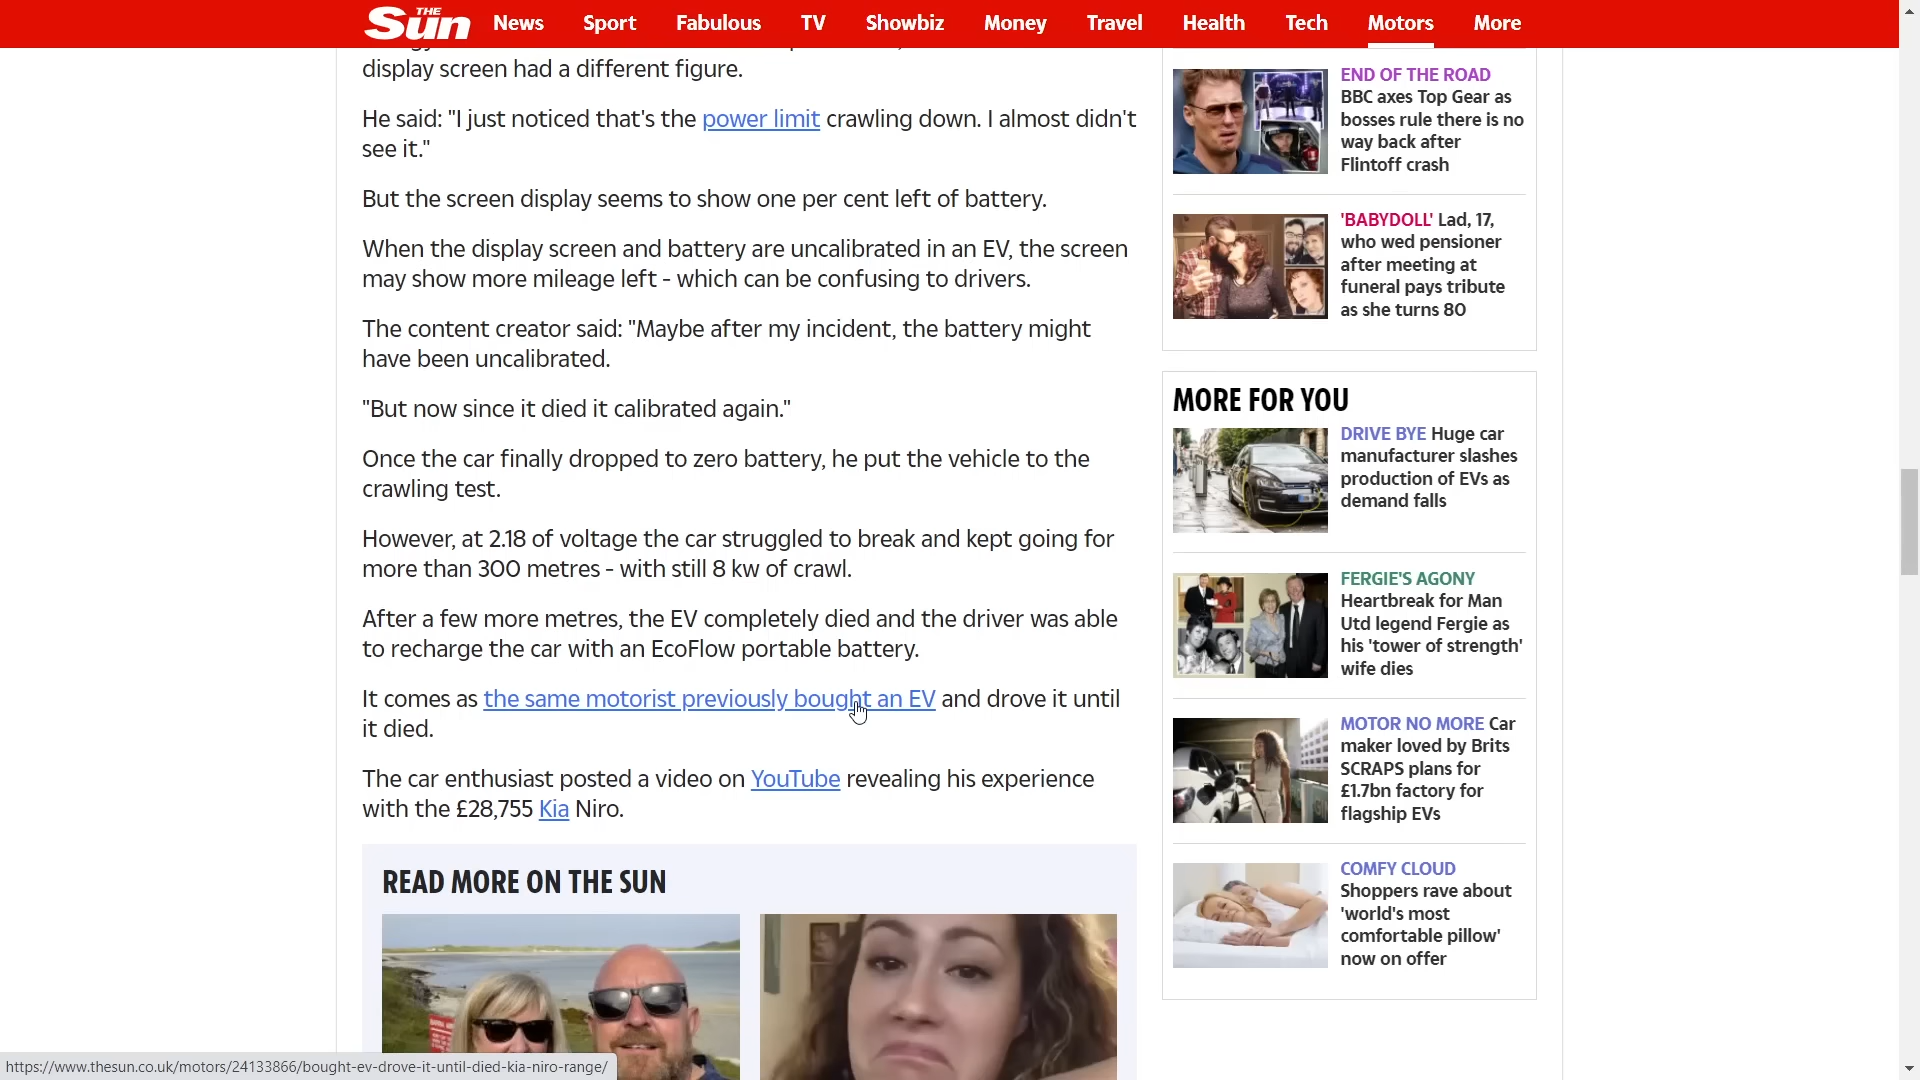 THE Sun
News Sport Fabulous TV Showbiz Money Travel Health Tech Motors More
display screen had a different figure.
He said: "I just noticed that's the power limit crawling down. I almost didn't
see it."
But the screen display seems to show one per cent left of battery.
When the display screen and battery are uncalibrated in an EV, the screen
may show more mileage left - which can be confusing to drivers.
The content creator said: "Maybe after my incident, the battery might
have been uncalibrated.
"But now since it died it calibrated again."
Once the car finally dropped to zero battery, he put the vehicle to the
crawling test.
However, at 2.18 of voltage the car struggled to break and kept going for
more than 300 metres - with still 8 kw of crawl.
After a few more metres, the EV completely died and the driver was able
to recharge the car with an EcoFlow portable battery.
It comes as the same motorist previously bought an EV and drove it until
it died.
The car enthusiast posted a video on YouTube revealing his experience
with the £28,755 Kia Niro.
READ MORE ON THE SUN
END OF THE ROAD
BBC axes Top Gear as
bosses rule there is no
way back after
Flintoff crash
'BABYDOLL' Lad, 17,
who wed pensioner
after meeting at
funeral pays tribute
as she turns 80
MORE FOR YOU
DRIVE BYE Huge car
manufacturer slashes
production of EVs as
demand falls
FERGIE'S AGONY
Heartbreak for Man
Utd legend Fergie as
his 'tower of strength'
wife dies
MOTOR NO MORE Car
maker loved by Brits
SCRAPS plans for
£1.7bn factory for
flagship EVs
COMFY CLOUD
Shoppers rave about
'world's most
comfortable pillow'
now on offer
https://www.thesun.co.uk/motors/24133866/bought-ev-drove-it-until-died-kia-niro-range/